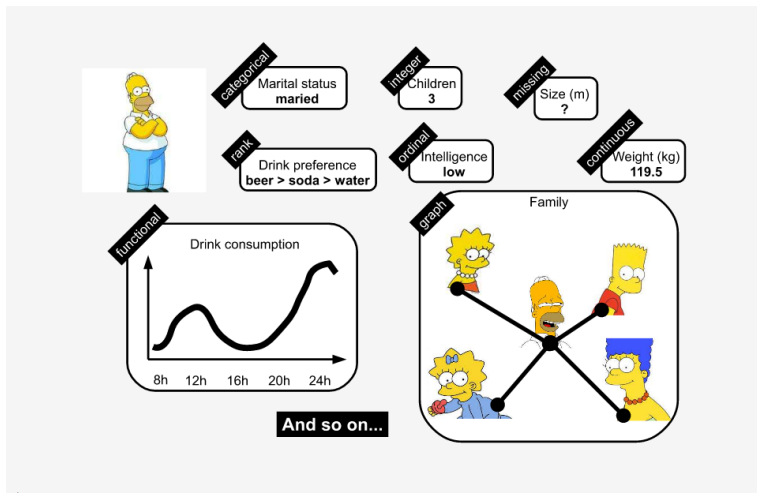 categorical
Marital status
maried
integer
Children
3
missing
Size (m)
?
rank
Drink preference
beer > soda > water
ordinal
Intelligence
low
continuous
Weight (kg)
119.5
functional
Drink consumption
8h 12h 16h 20h 24h
graph
Family
And so on...